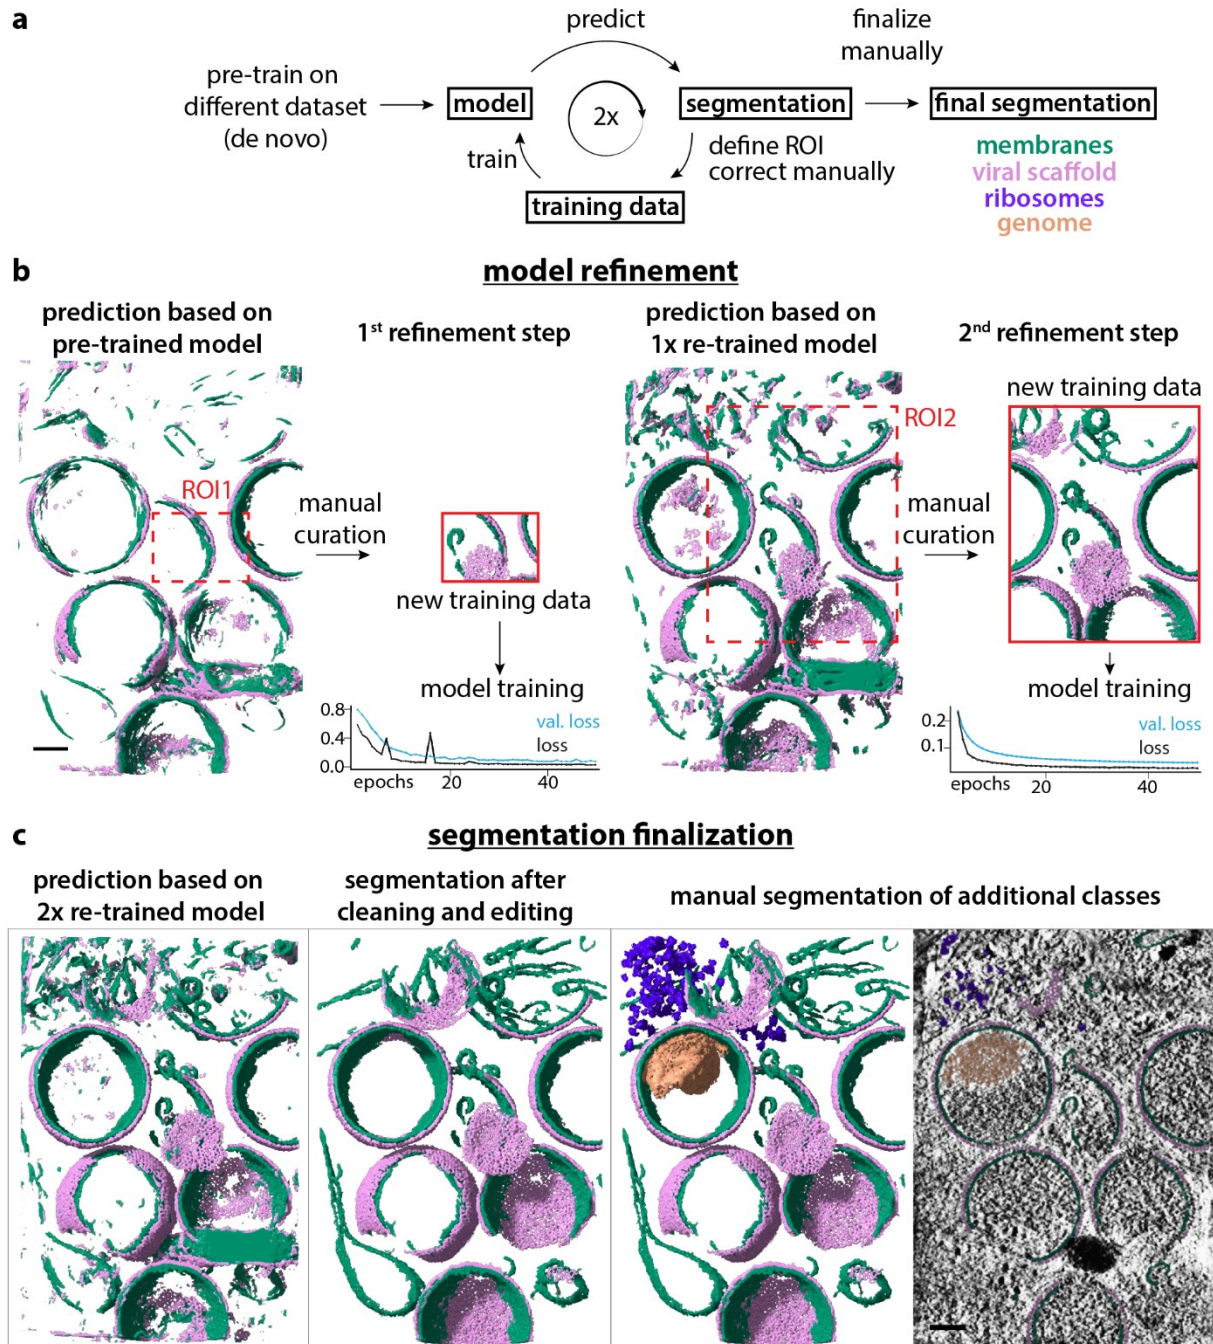 a
pre-train on
different dataset
(de novo)
model
predict
2x
train
training data
segmentation
define ROI
correct manually
finalize
manually
final segmentation
membranes
viral scaffold
ribosomes
genome
b
model refinement
prediction based on
pre-trained model
1st refinement step
prediction based on
1x re-trained model
2nd refinement step
ROI1
manual
curation
new training data
model training
0.8
0.4
0.0
val. loss
loss
epochs
20
40
ROI2
manual
curation
new training data
model training
0.2
0.1
val. loss
loss
epochs
20
40
c
segmentation finalization
prediction based on
2x re-trained model
segmentation after
cleaning and editing
manual segmentation of additional classes